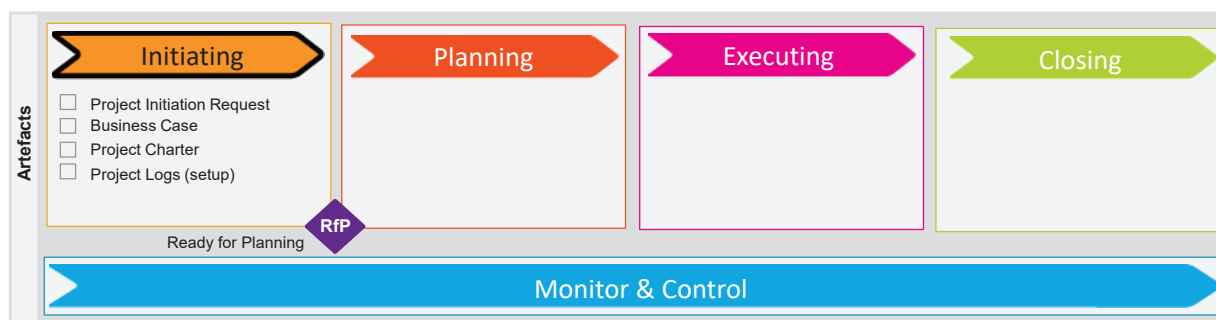 Artefacts
Initiating
Planning
Executing
Closing
Project Initiation Request
Business Case
Project Charter
Project Logs (setup)
RfP
Ready for Planning
Monitor & Control